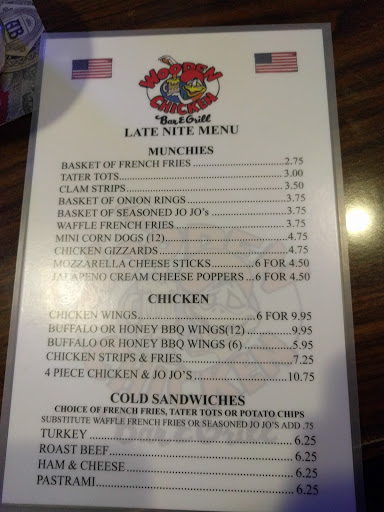 WOODEN
CHICKEN
Bar & Grill
LATE NITE MENU
MUNCHIES
BASKET OF FRENCH FRIES ..............................2.75
TATER TOTS.......................................................3.00
CLAM STRIPS....................................................3.50
BASKET OF ONION RINGS ................................3.75
BASKET OF SEASONED JO JO's ........................3.75
WAFFLE FRENCH FRIES ...................................3.75
MINI CORN DOGS (12).......................................4.75
CHICKEN GIZZARDS .........................................4.75
MOZZARELLA CHEESE STICKS...............6 FOR 4.50
JALAPENO CREAM CHEESE POPPERS ...6 FOR 4.50
CHICKEN
CHICKEN WINGS..................................6 FOR 9.95
BUFFALO OR HONEY BBQ WINGS(12) ..............9.95
BUFFALO OR HONEY BBQ WINGS (6) ...............5.95
CHICKEN STRIPS & FRIES.................................7.25
4 PIECE CHICKEN & JO JO'S............................10.75
COLD SANDWICHES
CHOICE OF FRENCH FRIES, TATER TOTS OR POTATO CHIPS
SUBSTITUTE WAFFLE FRENCH FRIES OR SEASONED JO JO'S ADD .75
TURKEY ..............................................................6.25
ROAST BEEF........................................................6.25
HAM & CHEESE ..................................................6.25
PASTRAMI...........................................................6.25